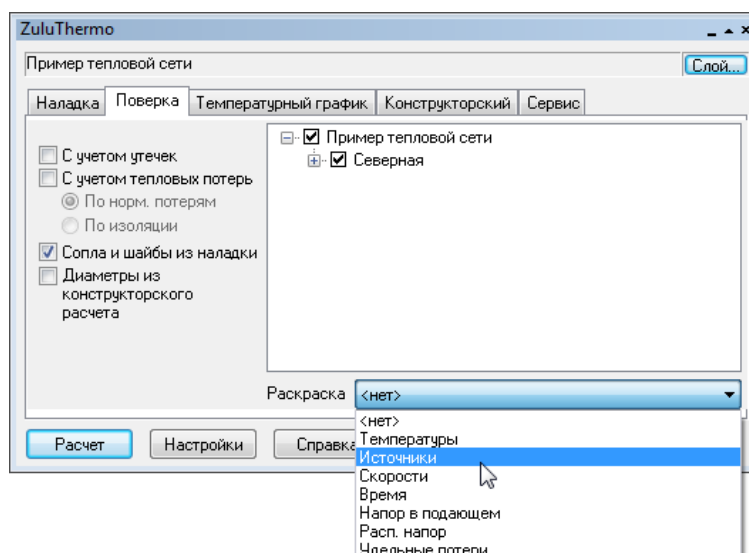 ZuluThermo
Пример тепловой сети
Слой...
Наладка Поверка Температурный график Конструкторский Сервис
С учетом утечек
С учетом тепловых потерь
По норм. потерям
По изоляции
Сопла и шайбы из наладки
Диаметры из
конструкторского
расчета
Пример тепловой сети
Северная
Раскраска <нет>
<нет>
Температуры
Источники
Скорости
Время
Напор в подающем
Расп. напор
Удельные потери
Расчет Настройки Справка